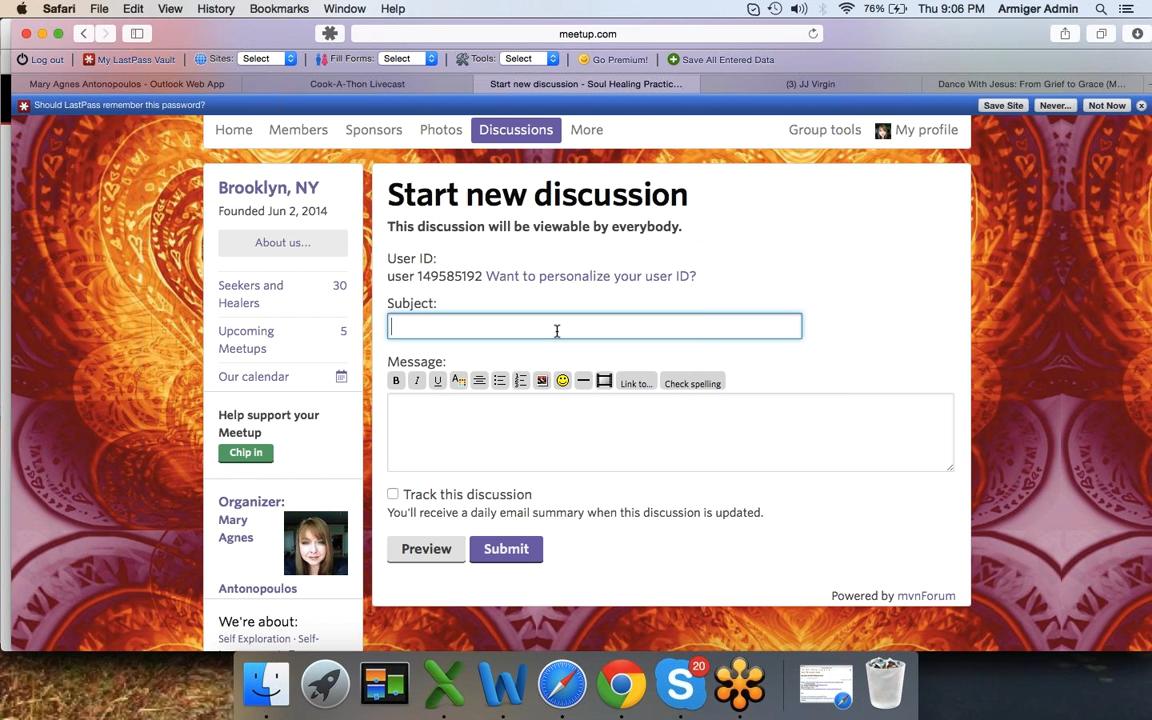 Safari File Edit View History Bookmarks Window Help 76% Thu 9:06 PM Armiger Admin
meetup.com
Log out My LastPass Vault Sites: Select Fill Forms: Select Tools: Select Go Premium! Save All Entered Data
Mary Agnes Antonopoulos - Outlook Web App Cook-A-Thon Livecast Start new discussion - Soul Healing Practic... (3) JJ Virgin Dance With Jesus: From Grief to Grace (M...
Should LastPass remember this password? Save Site Never... Not Now
Home Members Sponsors Photos Discussions More Group tools My profile
Brooklyn, NY
Founded Jun 2, 2014
About us...
Seekers and Healers 30
Upcoming Meetups 5
Our calendar
Help support your
Meetup
Chip in
Organizer:
Mary
Agnes
Antonopoulos
We're about:
Self Exploration · Self-
Start new discussion
This discussion will be viewable by everybody.
User ID:
user 149585192 Want to personalize your user ID?
Subject:
Message:
B I U A Link to... Check spelling
Track this discussion
You'll receive a daily email summary when this discussion is updated.
Preview Submit
Powered by mvnForum
X W S 20